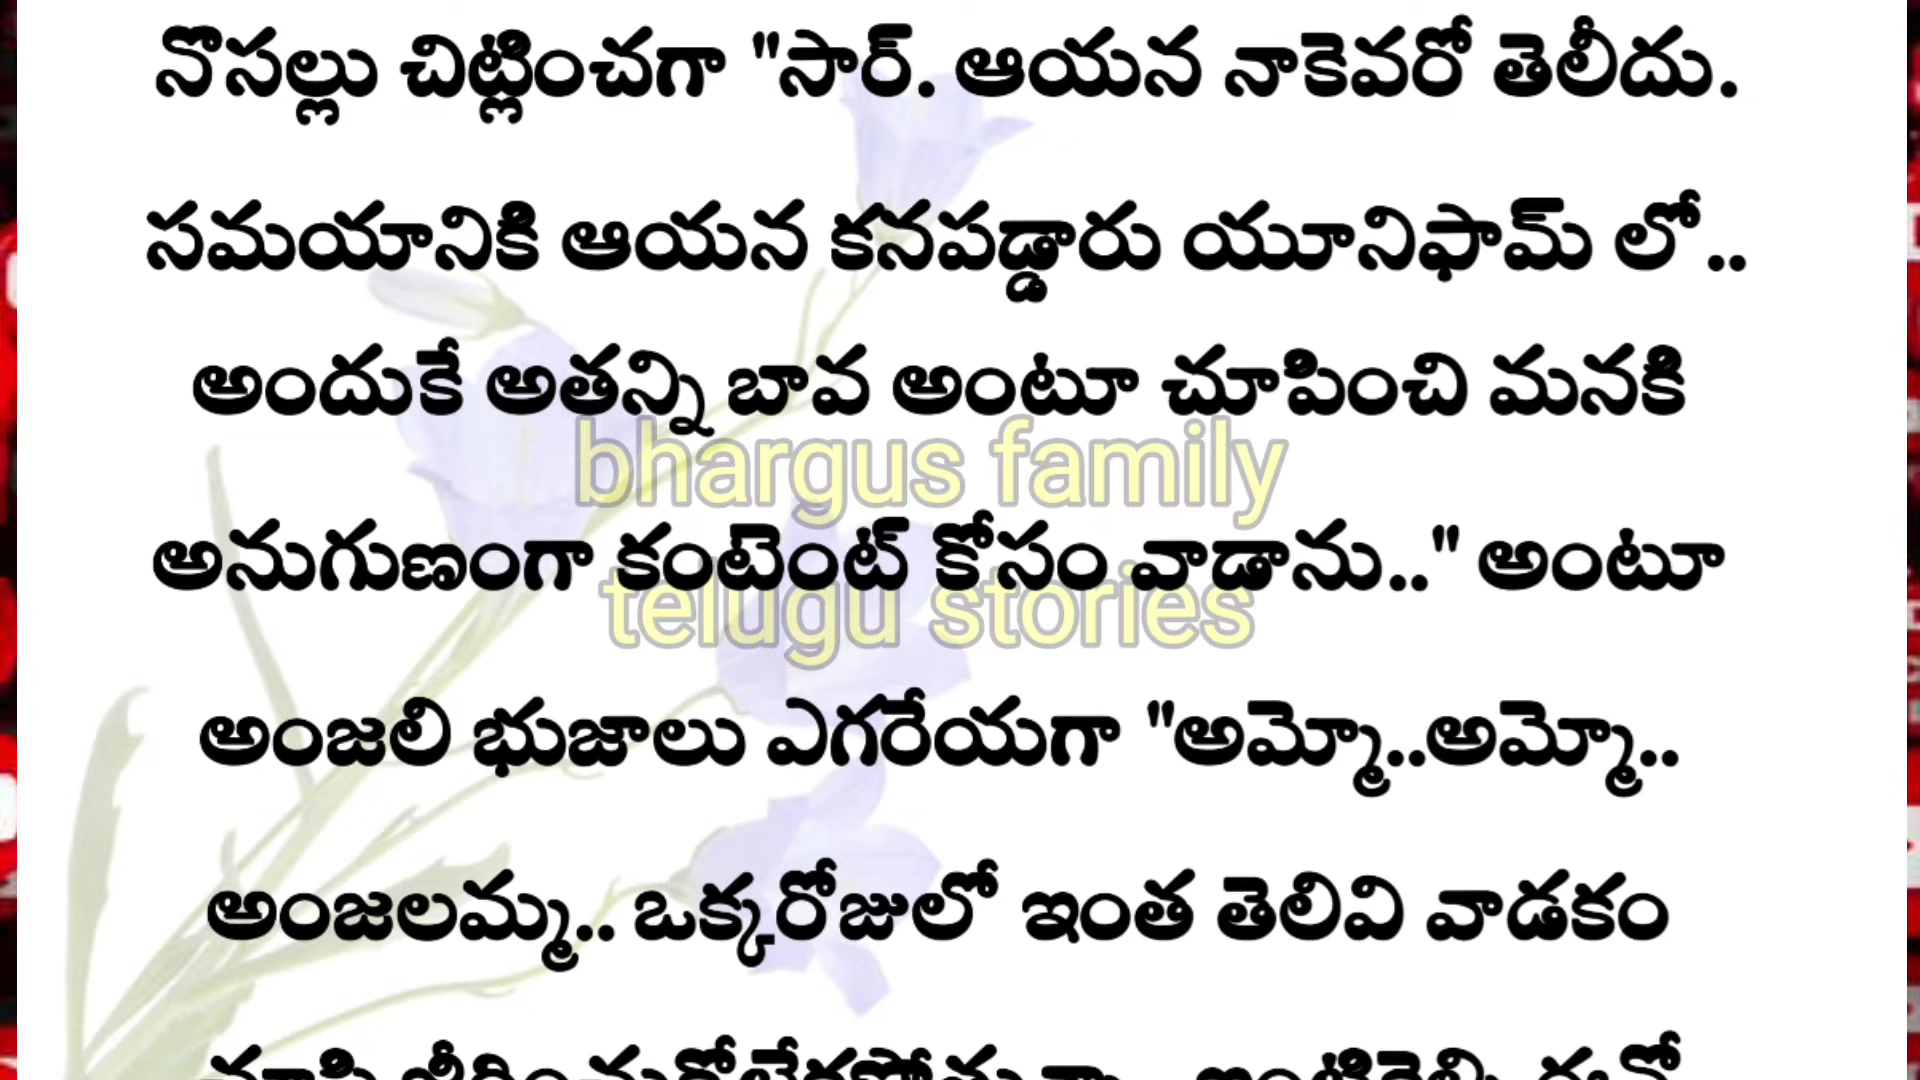 నొసల్లు చిట్లించగా "సార్. ఆయన నాకెవరో తెలీదు.
సమయానికి ఆయన కనపడ్డారు యూనిఫామ్ లో..
అందుకే అతన్ని బావ అంటూ చూపించి మనకి
bhargus family
అనుగుణంగా కంటెంట్ కోసం వాడాను.." అంటూ
telugu stories
అంజలి భుజాలు ఎగరేయగా "అమ్మో..అమ్మో..
అంజలమ్మ.. ఒక్కరోజులో ఇంత తెలివి వాడకం